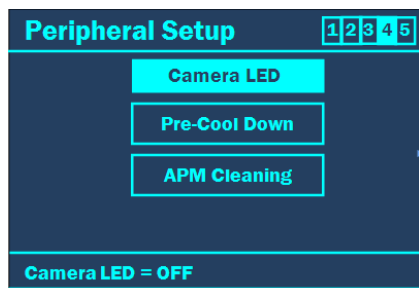 Peripheral Setup 1 2 3 4 5
Camera LED
Pre-Cool Down
APM Cleaning
Camera LED = OFF